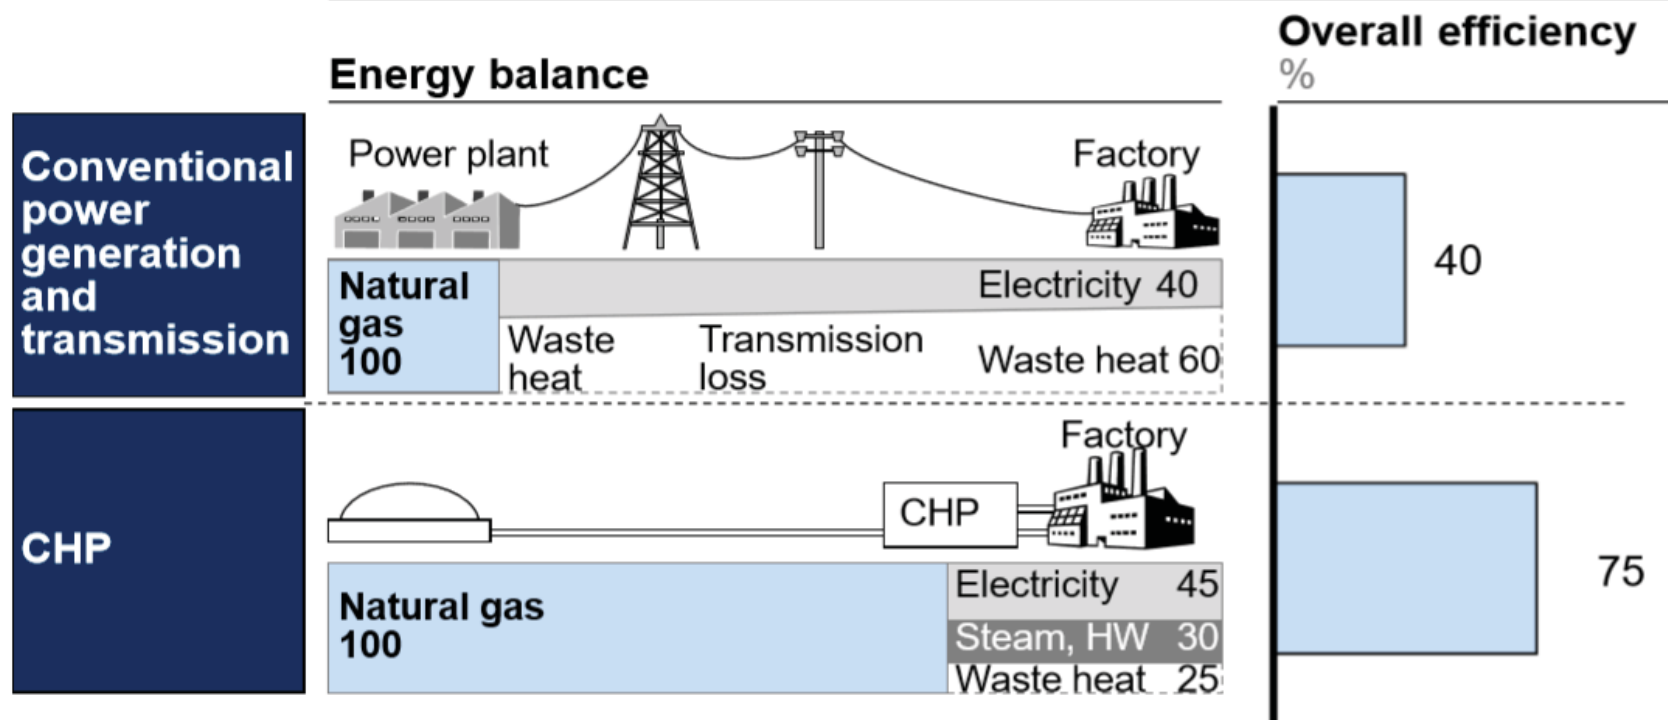 Overall efficiency
%
Energy balance
Conventional
power
generation
and
transmission
Power plant
Factory
Natural
gas
100
Electricity 40
Waste
heat
Transmission
loss
Waste heat 60
40
CHP
Factory
CHP
Natural gas
100
Electricity 45
Steam, HW 30
Waste heat 25
75